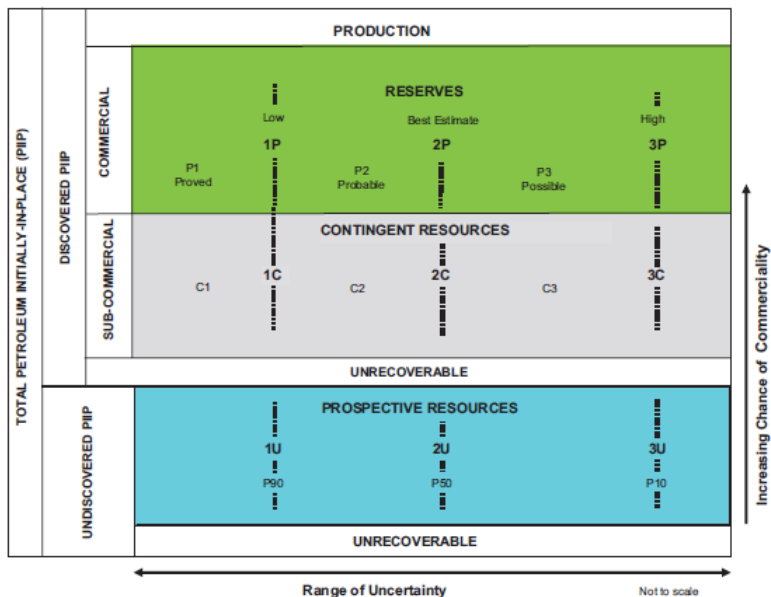 TOTAL PETROLEUM INITIALLY-IN-PLACE (PIIP)
DISCOVERED PIIP
UNDISCOVERED PIIP
COMMERCIAL
SUB-COMMERCIAL
PRODUCTION
RESERVES
Low
Best Estimate
High
1P
2P
3P
P1
Proved
P2
Probable
P3
Possible
CONTINGENT RESOURCES
1C
2C
3C
C1
C2
C3
UNRECOVERABLE
PROSPECTIVE RESOURCES
1U
2U
3U
P90
P50
P10
UNRECOVERABLE
Increasing Chance of Commerciality
Range of Uncertainty
Not to scale